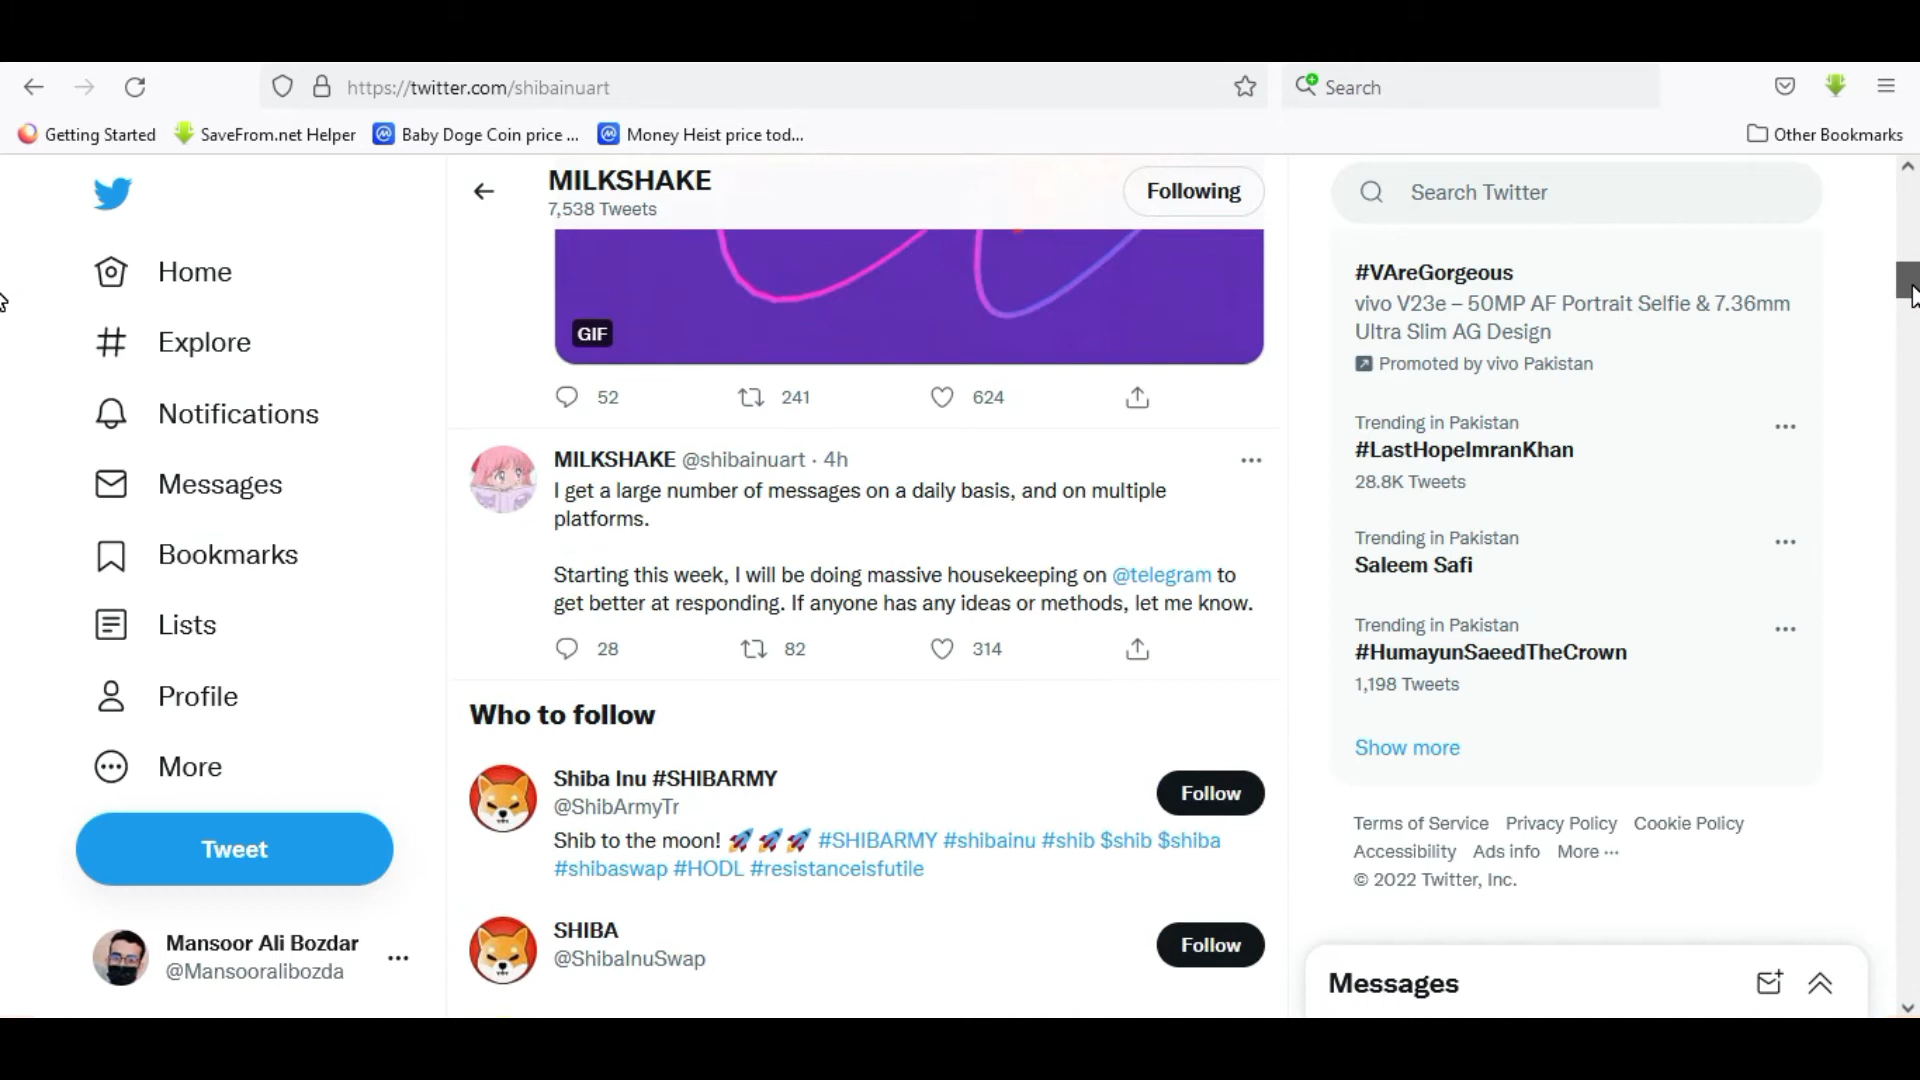 https://twitter.com/shibainuart
Search
Getting Started
SaveFrom.net Helper
Baby Doge Coin price ...
Money Heist price tod...
Other Bookmarks
Home
Explore
Notifications
Messages
Bookmarks
Lists
Profile
More
Tweet
Mansoor Ali Bozdar
@Mansooralibozda
MILKSHAKE
7,538 Tweets
Following
GIF
52
241
624
MILKSHAKE @shibainuart · 4h
I get a large number of messages on a daily basis, and on multiple
platforms.
Starting this week, I will be doing massive housekeeping on @telegram to
get better at responding. If anyone has any ideas or methods, let me know.
28
82
314
Who to follow
Shiba Inu #SHIBARMY
@ShibArmyTr
Follow
Shib to the moon! 🚀🚀🚀 #SHIBARMY #shibainu #shib $shib $shiba
#shibaswap #HODL #resistanceisfutile
SHIBA
@ShibaInuSwap
Follow
Search Twitter
#VAreGorgeous
vivo V23e – 50MP AF Portrait Selfie & 7.36mm
Ultra Slim AG Design
Promoted by vivo Pakistan
Trending in Pakistan
#LastHopeImranKhan
28.8K Tweets
Trending in Pakistan
Saleem Safi
Trending in Pakistan
#HumayunSaeedTheCrown
1,198 Tweets
Show more
Terms of Service Privacy Policy Cookie Policy
Accessibility Ads info More ...
© 2022 Twitter, Inc.
Messages